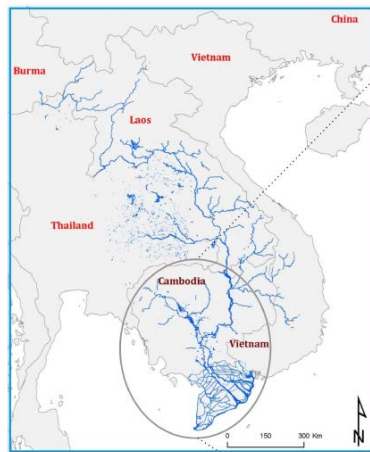 China
Vietnam
Burma
Laos
Thailand
Cambodia
Vietnam
0 150 300 Km
N